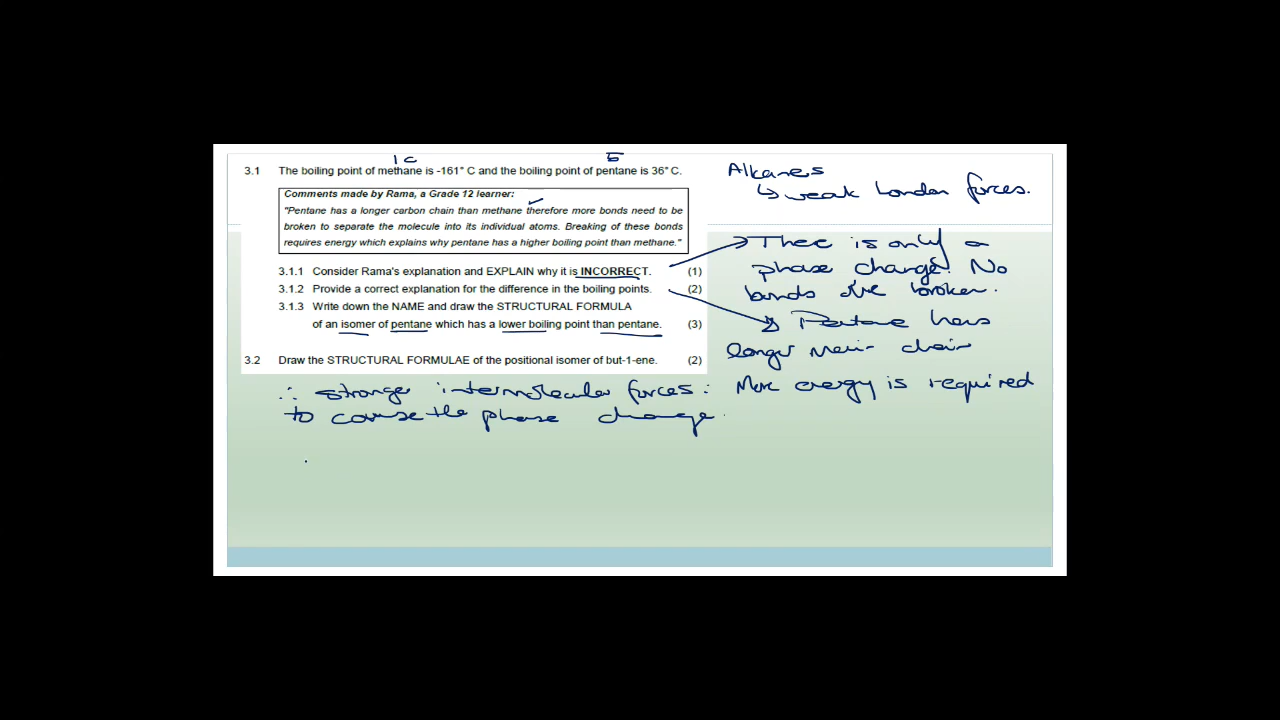 3.1 The boiling point of methane is -161° C and the boiling point of pentane is 36° C.
1C
5
Comments made by Rama, a Grade 12 learner:
"Pentane has a longer carbon chain than methane therefore more bonds need to be
broken to separate the molecule into its individual atoms. Breaking of these bonds
requires energy which explains why pentane has a higher boiling point than methane."
3.1.1 Consider Rama's explanation and EXPLAIN why it is INCORRECT. (1)
3.1.2 Provide a correct explanation for the difference in the boiling points. (2)
3.1.3 Write down the NAME and draw the STRUCTURAL FORMULA
of an isomer of pentane which has a lower boiling point than pentane. (3)
3.2 Draw the STRUCTURAL FORMULAE of the positional isomer of but-1-ene. (2)
Alkanes
↳ weak London forces.
There is only a
phase change. No
bonds are broken.
Pentane has
longer main chain
∴ stronger intermolecular forces: More energy is required
to cause the phase change.